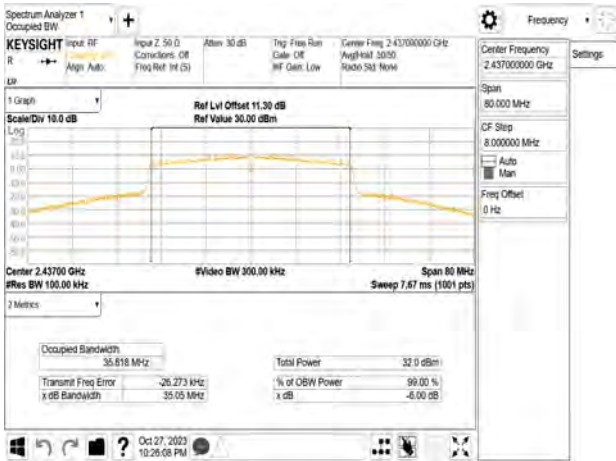 Spectrum Analyzer 1
Occupied BW
Frequency
KEYSIGHT
Input: RF
Input Z: 50 Ω
Atten: 30 dB
Trig: Free Run
Center Freq: 2.437000000 GHz
R
Corrections: Off
Gate: Off
Avg|Hold: 50/50
Align: Auto
Freq Ref: Int (S)
#IF Gain: Low
Radio Std: None
Center Frequency
2.437000000 GHz
Settings
Span
80.000 MHz
CF Step
8.000000 MHz
Auto
Man
Freq Offset
0 Hz
1 Graph
Ref Lvl Offset 11.30 dB
Scale/Div 10.0 dB
Ref Value 30.00 dBm
Log
Center 2.43700 GHz
#Video BW 300.00 kHz
Span 80 MHz
#Res BW 100.00 kHz
Sweep 7.67 ms (1001 pts)
2 Metrics
Occupied Bandwidth
35.818 MHz
Total Power
32.0 dBm
Transmit Freq Error
-26.273 kHz
% of OBW Power
99.00 %
x dB Bandwidth
35.05 MHz
x dB
-6.00 dB
Oct 27, 2023
10:26:08 PM